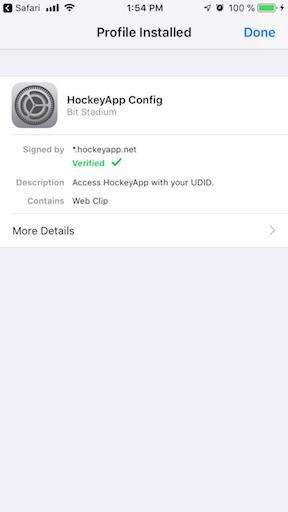 Safari 1:54 PM 100 %
Profile Installed Done
HockeyApp Config
Bit Stadium
Signed by *.hockeyapp.net
Verified
Description Access HockeyApp with your UDID.
Contains Web Clip
More Details